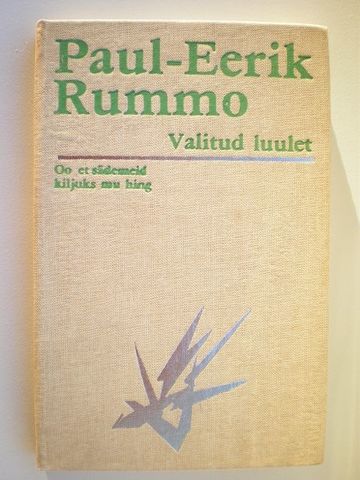 Paul-Eerik
Rummo
Valitud luulet
Oo et sädemeid
kiljuks mu hing